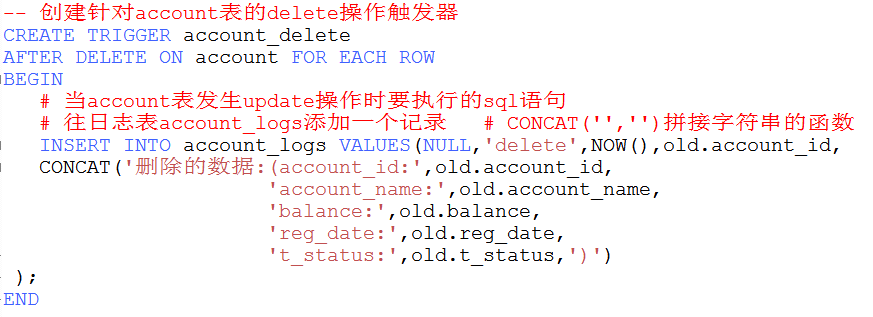 -- 创建针对account表的delete操作触发器
CREATE TRIGGER account_delete
AFTER DELETE ON account FOR EACH ROW
BEGIN
# 当account表发生update操作时要执行的sql语句
# 往日志表account_logs添加一个记录 # CONCAT('','')拼接字符串的函数
INSERT INTO account_logs VALUES(NULL,'delete',NOW(),old.account_id,
CONCAT('删除的数据:(account_id:',old.account_id,
'account_name:',old.account_name,
'balance:',old.balance,
'reg_date:',old.reg_date,
't_status:',old.t_status,')')
);
END